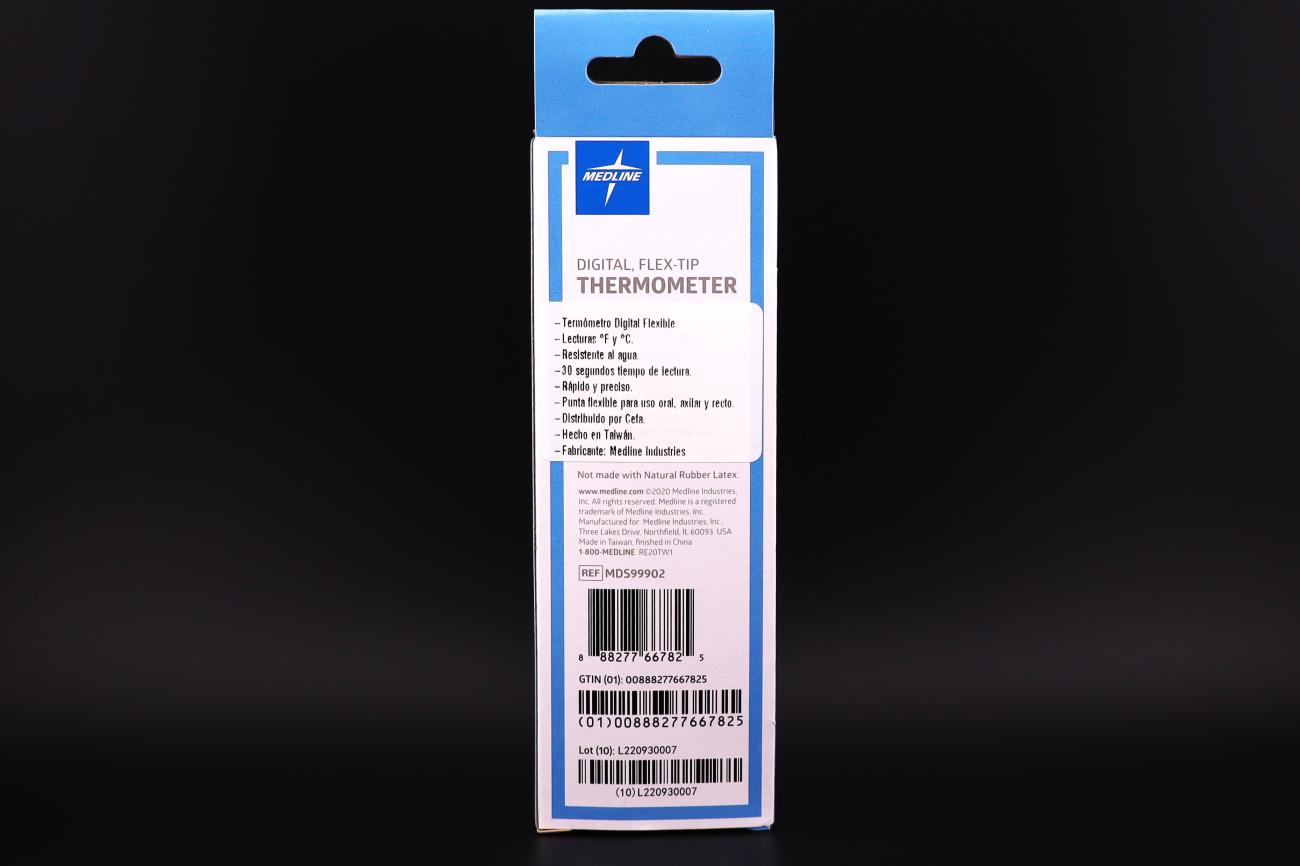 MEDLINE
DIGITAL, FLEX-TIP
THERMOMETER
–Termómetro Digital Flexible.
–Lecturas °F y °C.
–Resistente al agua.
–30 segundos tiempo de lectura.
–Rápido y preciso.
–Punta flexible para uso oral, axilar y recto.
–Distribuido por Cefa.
–Hecho en Taiwán.
–Fabricante: Medline Industries
Not made with Natural Rubber Latex.
www.medline.com ©2020 Medline Industries,
Inc. All rights reserved. Medline is a registered
trademark of Medline Industries, Inc.
Manufactured for: Medline Industries, Inc.,
Three Lakes Drive, Northfield, IL 60093 USA
Made in Taiwan, finished in China
1-800-MEDLINE RE20TW1
REF MDS99902
8 88277 66782 5
GTIN (01): 00888277667825
(01)00888277667825
Lot (10): L220930007
(10)L220930007